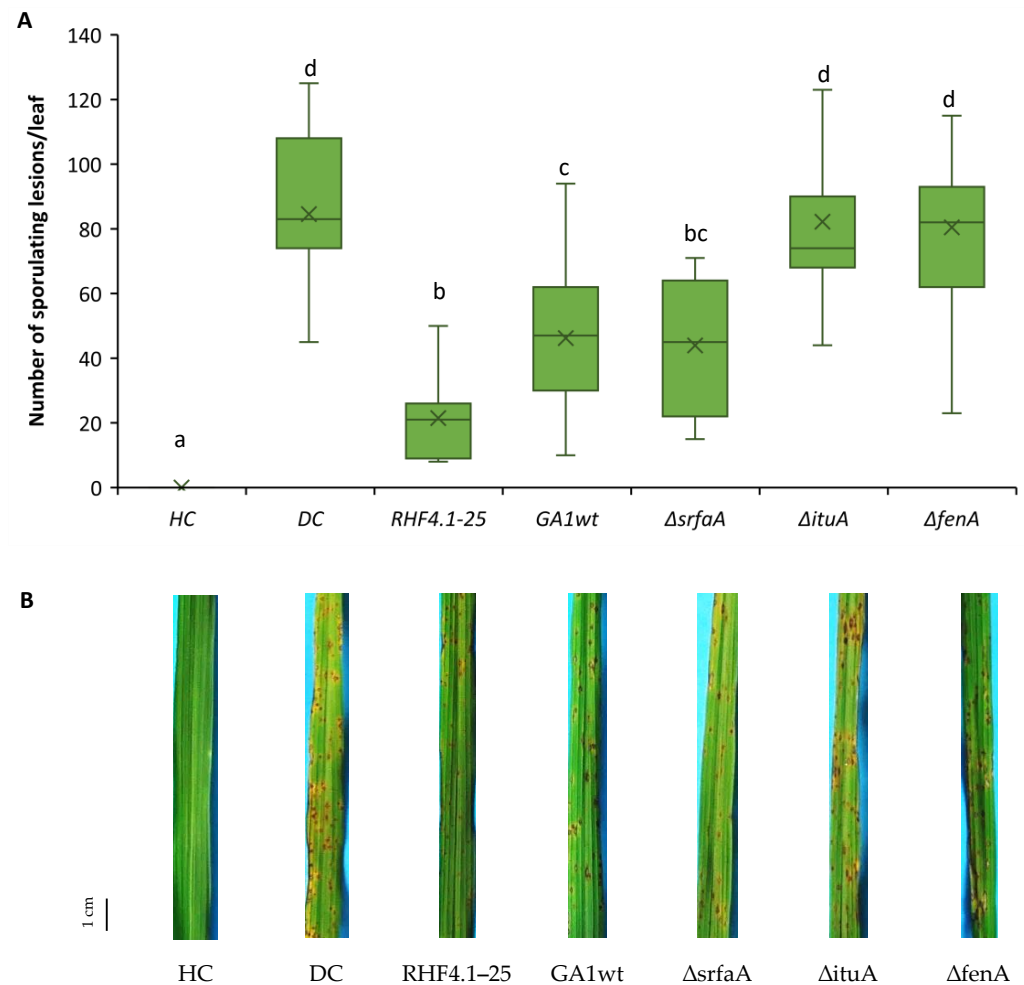 A
Number of sporulating lesions/leaf
140
120
100
80
60
40
20
0
a
d
b
c
bc
d
d
HC DC RHF4.1-25 GA1wt ΔsrfaA ΔituA ΔfenA
B
1 cm
HC DC RHF4.1–25 GA1wt ΔsrfaA ΔituA ΔfenA